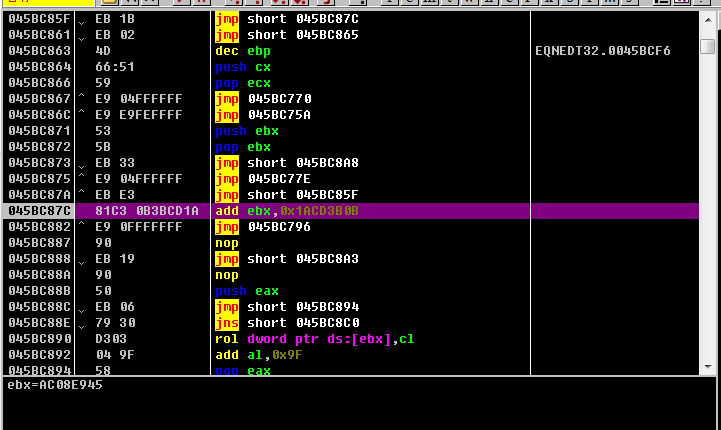 045BC85F EB 1B jmp short 045BC87C
045BC861 EB 02 jmp short 045BC865
045BC863 4D dec ebp EQNEDT32.0045BCF6
045BC864 66:51 push cx
045BC866 59 pop ecx
045BC867 ^ E9 04FFFFFF jmp 045BC770
045BC86C ^ E9 E9FEFFFF jmp 045BC75A
045BC871 53 push ebx
045BC872 5B pop ebx
045BC873 EB 33 jmp short 045BC8A8
045BC875 ^ E9 04FFFFFF jmp 045BC77E
045BC87A ^ EB E3 jmp short 045BC85F
045BC87C 81C3 0B3BCD1A add ebx,0x1ACD3B0B
045BC882 ^ E9 0FFFFFFF jmp 045BC796
045BC887 90 nop
045BC888 EB 19 jmp short 045BC8A3
045BC88A 90 nop
045BC88B 50 push eax
045BC88C EB 06 jmp short 045BC894
045BC88E 79 30 jns short 045BC8C0
045BC890 D303 rol dword ptr ds:[ebx],cl
045BC892 04 9F add al,0x9F
045BC894 58 pop eax
ebx=AC08E945